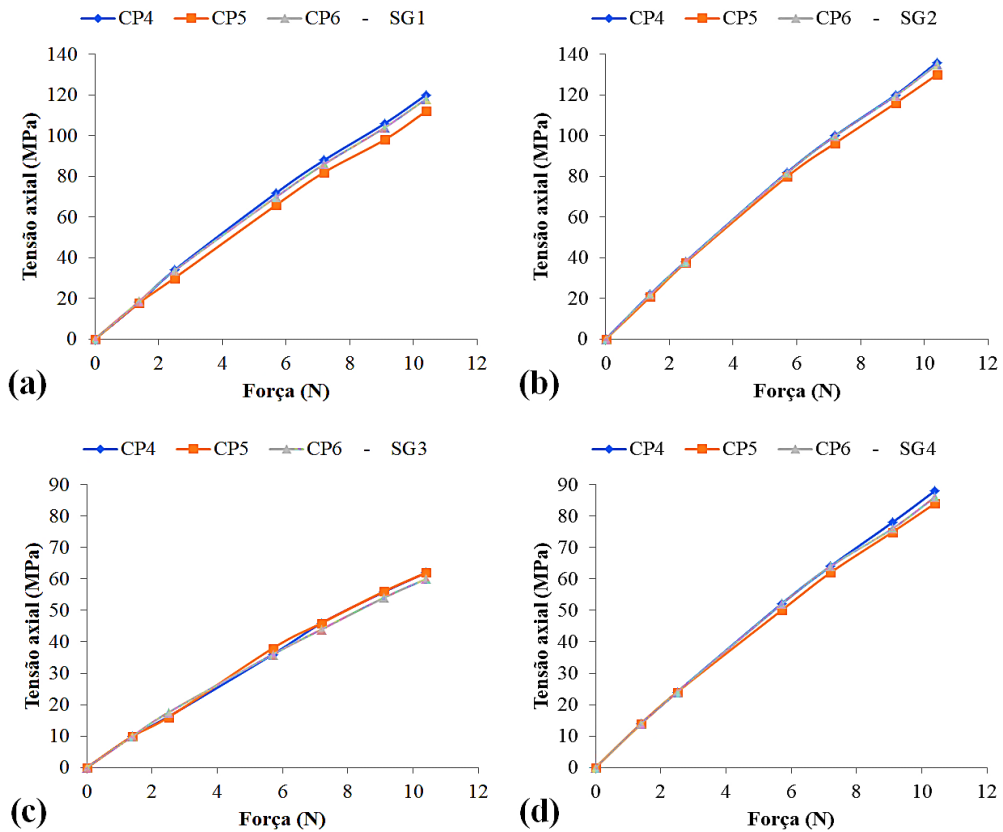 CP4 CP5 CP6 - SG1
Tensão axial (MPa)
140
120
100
80
60
40
20
0
0 2 4 6 8 10 12
Força (N)
(a)
CP4 CP5 CP6 - SG2
Tensão axial (MPa)
140
120
100
80
60
40
20
0
0 2 4 6 8 10 12
Força (N)
(b)
CP4 CP5 CP6 - SG3
Tensão axial (MPa)
90
80
70
60
50
40
30
20
10
0
0 2 4 6 8 10 12
Força (N)
(c)
CP4 CP5 CP6 - SG4
Tensão axial (MPa)
90
80
70
60
50
40
30
20
10
0
0 2 4 6 8 10 12
Força (N)
(d)